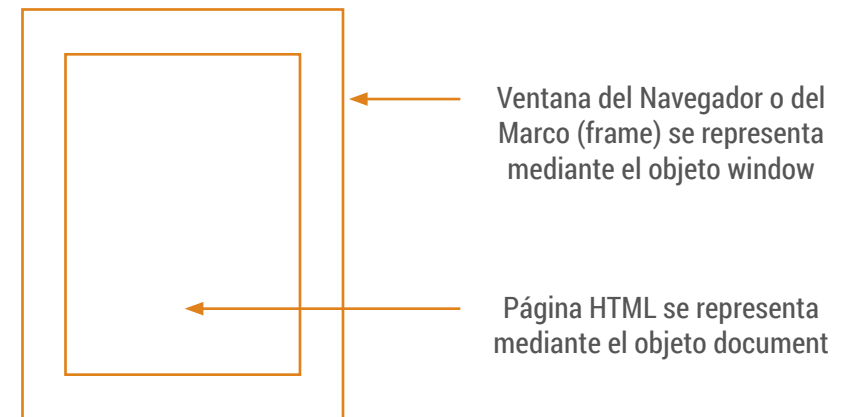 Ventana del Navegador o del
Marco (frame) se representa
mediante el objeto window
Página HTML se representa
mediante el objeto document